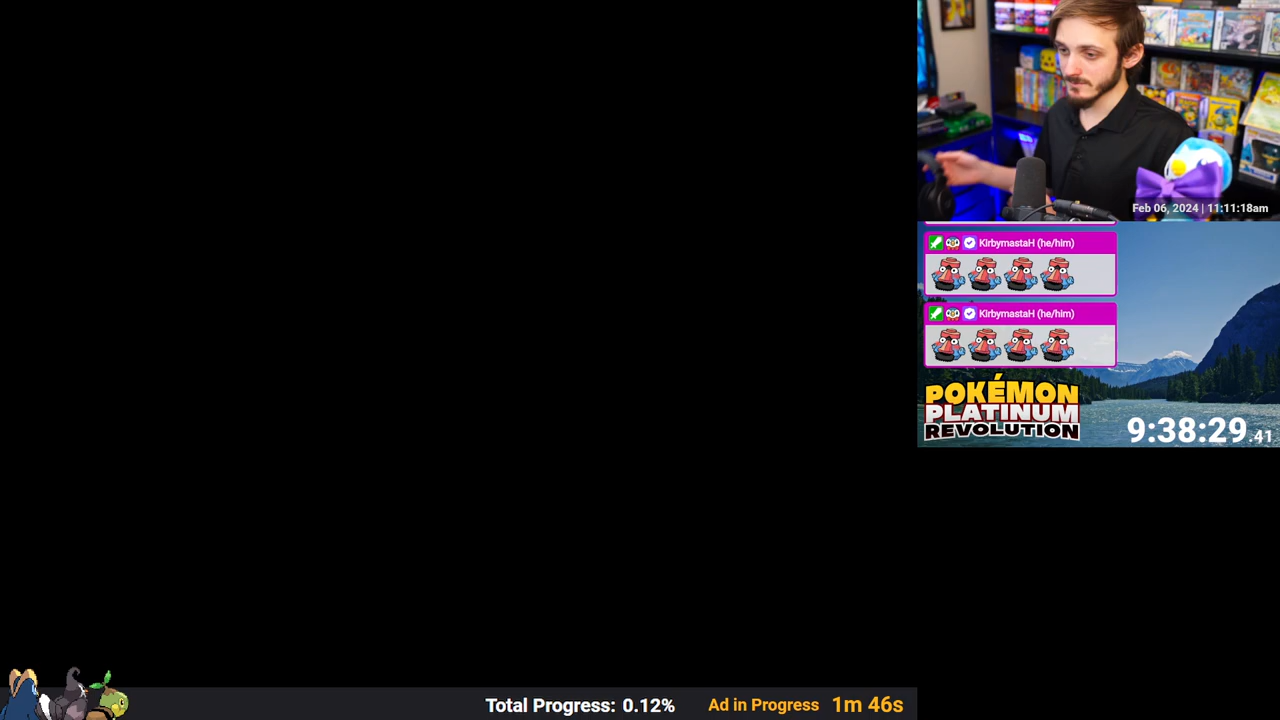 Feb 06, 2024 | 11:11:18am
KirbymastaH (he/him)
KirbymastaH (he/him)
POKÉMON
PLATINUM
REVOLUTION
9:38:29.41
Total Progress: 0.12%
Ad in Progress 1m 46s